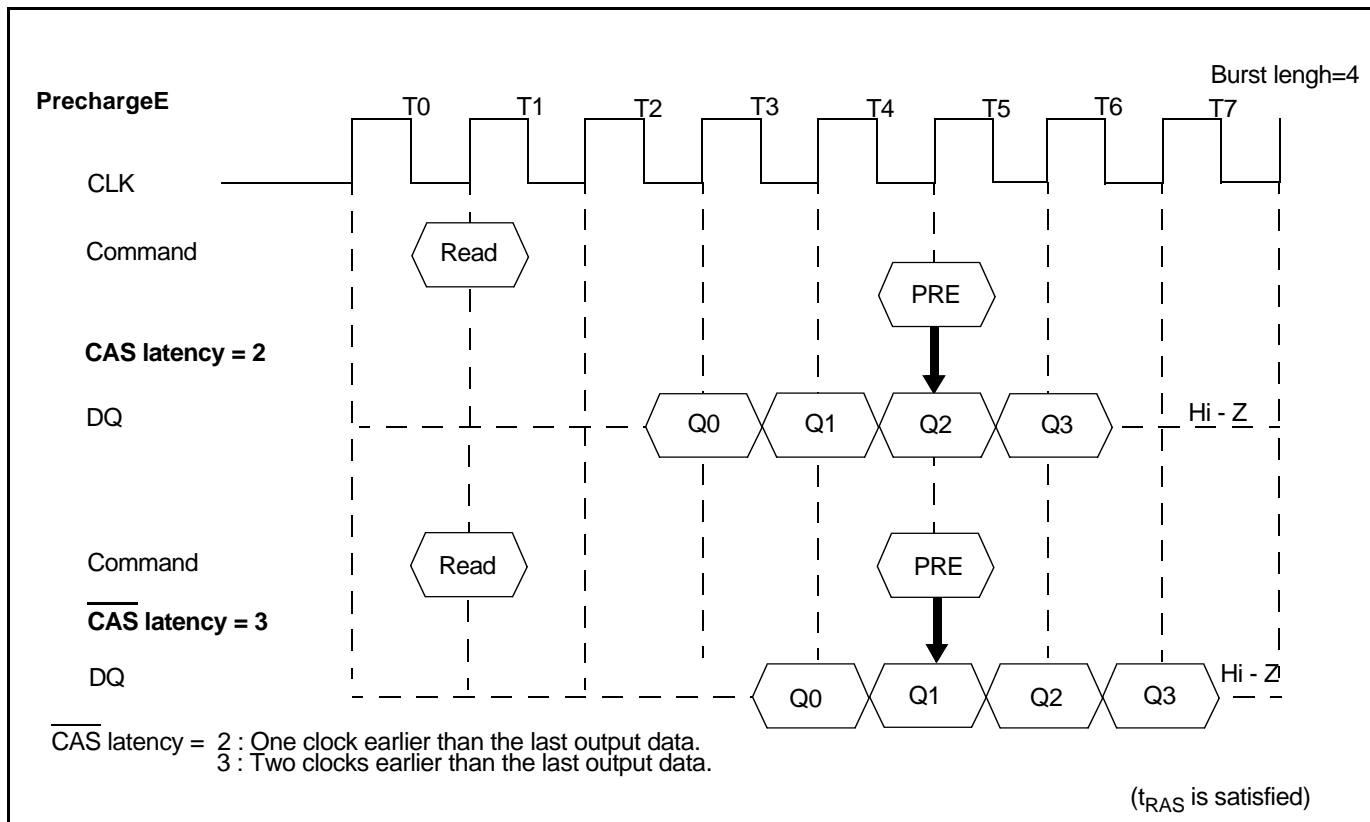 Burst lengh=4
PrechargeE
T0 T1 T2 T3 T4 T5 T6 T7
CLK
Command
Read
PRE
CAS latency = 2
DQ
Q0 Q1 Q2 Q3
Hi - Z
Command
Read
PRE
CAS latency = 3
DQ
Q0 Q1 Q2 Q3
Hi - Z
CAS latency = 2 : One clock earlier than the last output data.
3 : Two clocks earlier than the last output data.
(tRAS is satisfied)